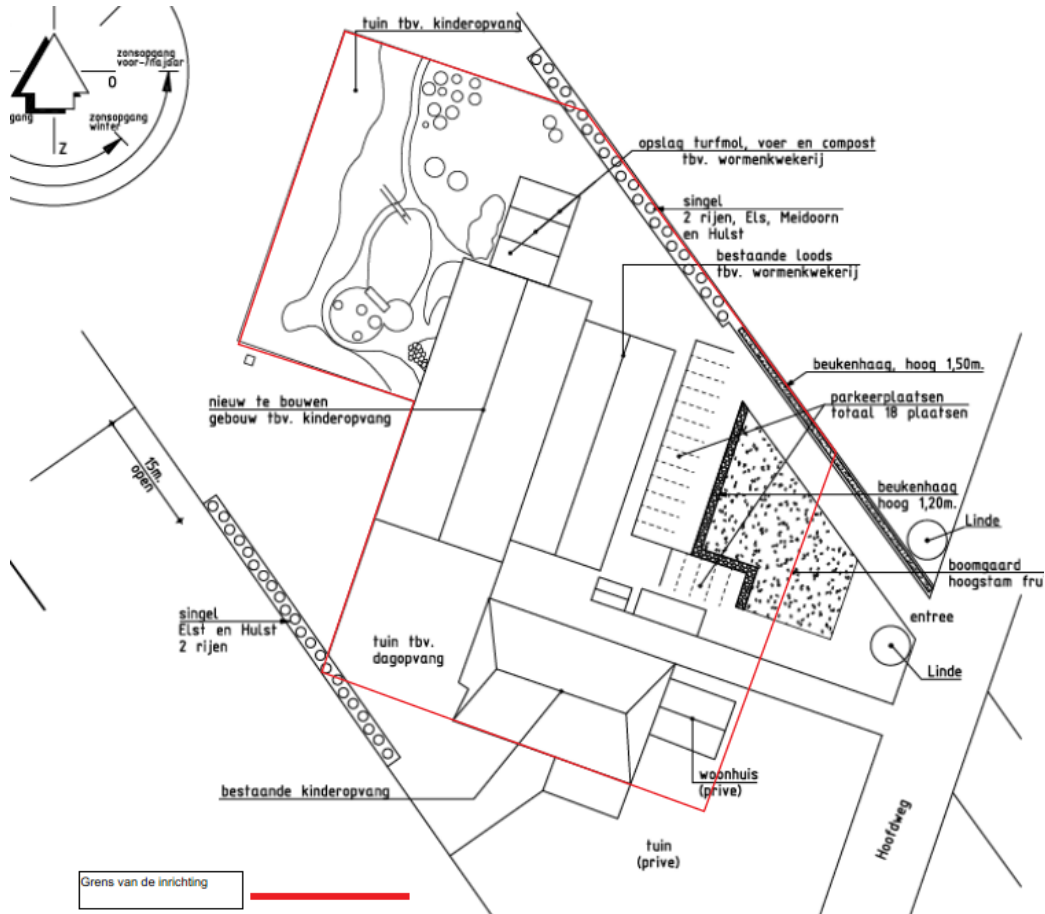 tuin tbv. kinderopvang
zonsopgang
voor-/najaar
O
gang
zonsopgang
winter
Z
opslag turfmol, voer en compost
tbv. wormenkwekerij
singel
2 rijen, Els, Meidoorn
en Hulst
bestaande loods
tbv. wormenkwekerij
beukenhaag, hoog 1,50m.
parkeerplaatsen
totaal 18 plaatsen
nieuw te bouwen
gebouw tbv. kinderopvang
15m.
open
beukenhaag
hoog 1,20m.
Linde
boomgaard
hoogstam fru
entree
singel
Elst en Hulst
2 rijen
tuin tbv.
dagopvang
Linde
woonhuis
(prive)
bestaande kinderopvang
tuin
(prive)
Hoofdweg
Grens van de inrichting